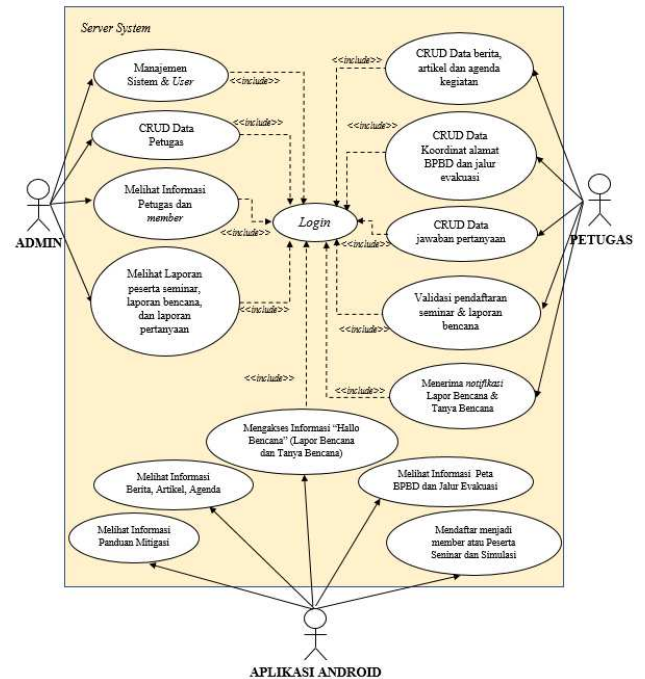 Server System
Manajemen
Sistem & User
<<include>>
CRUD Data
Petugas
<<include>>
Melihat Informasi
Petugas dan
member
<<include>>
Melihat Laporan
peserta seminar,
laporan bencana,
dan laporan
pertanyaan
<<include>>
ADMIN
Login
<<include>>
CRUD Data berita,
artikel dan agenda
kegiatan
<<include>>
CRUD Data
Koordinat alamat
BPBD dan jalur
evakuasi
<<include>>
CRUD Data
jawaban pertanyaan
<<include>>
Validasi pendaftaran
seminar & laporan
bencana
<<include>>
Menerima notifikasi
Lapor Bencana &
Tanya Bencana
PETUGAS
<<include>>
<<include>>
Mengakses Informasi “Hallo
Bencana” (Lapor Bencana
dan Tanya Bencana)
Melihat Informasi
Berita, Artikel, Agenda
Melihat Informasi Peta
BPBD dan Jalur Evakuasi
Melihat Informasi
Panduan Mitigasi
Mendaftar menjadi
member atau Peserta
Seninar dan Simulasi
APLIKASI ANDROID